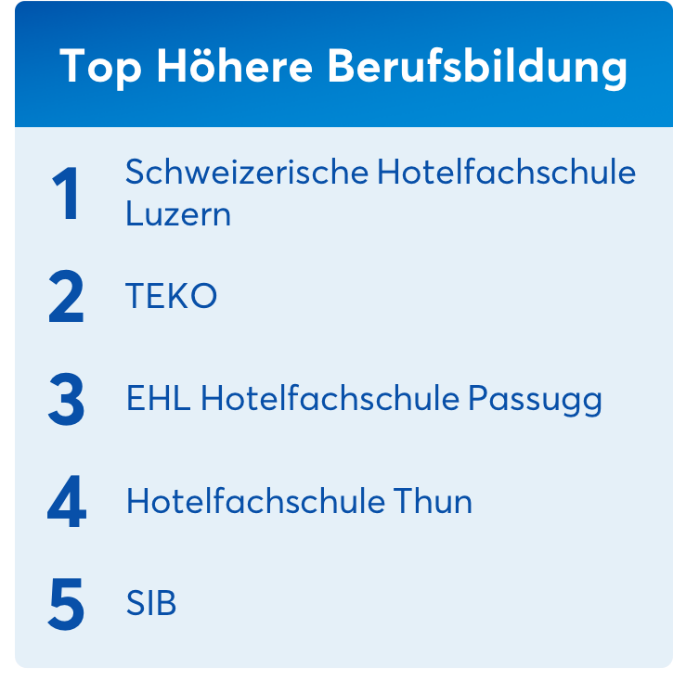 Top Höhere Berufsbildung
1 Schweizerische Hotelfachschule
Luzern
2 TEKO
3 EHL Hotelfachschule Passugg
4 Hotelfachschule Thun
5 SIB